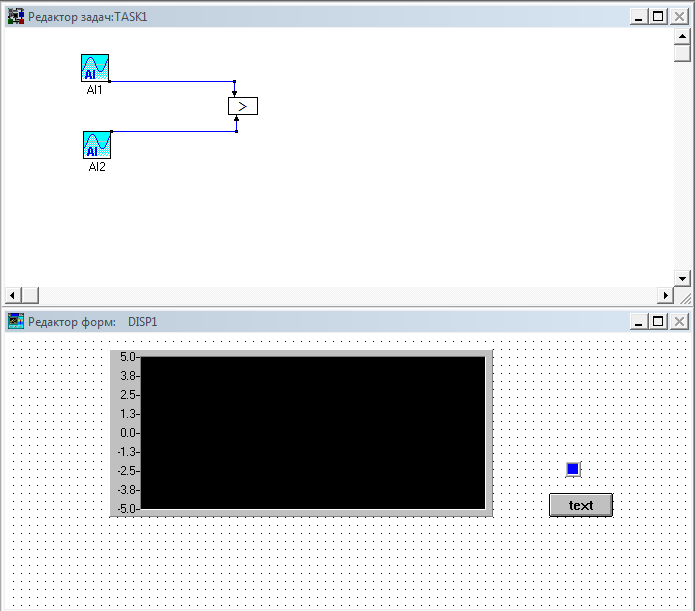 Редактор задач:TASK1
AI
AI1
>
AI
AI2
Редактор форм: DISP1
5.0
3.8
2.5
1.3
0.0
-1.3
-2.5
-3.8
-5.0
text